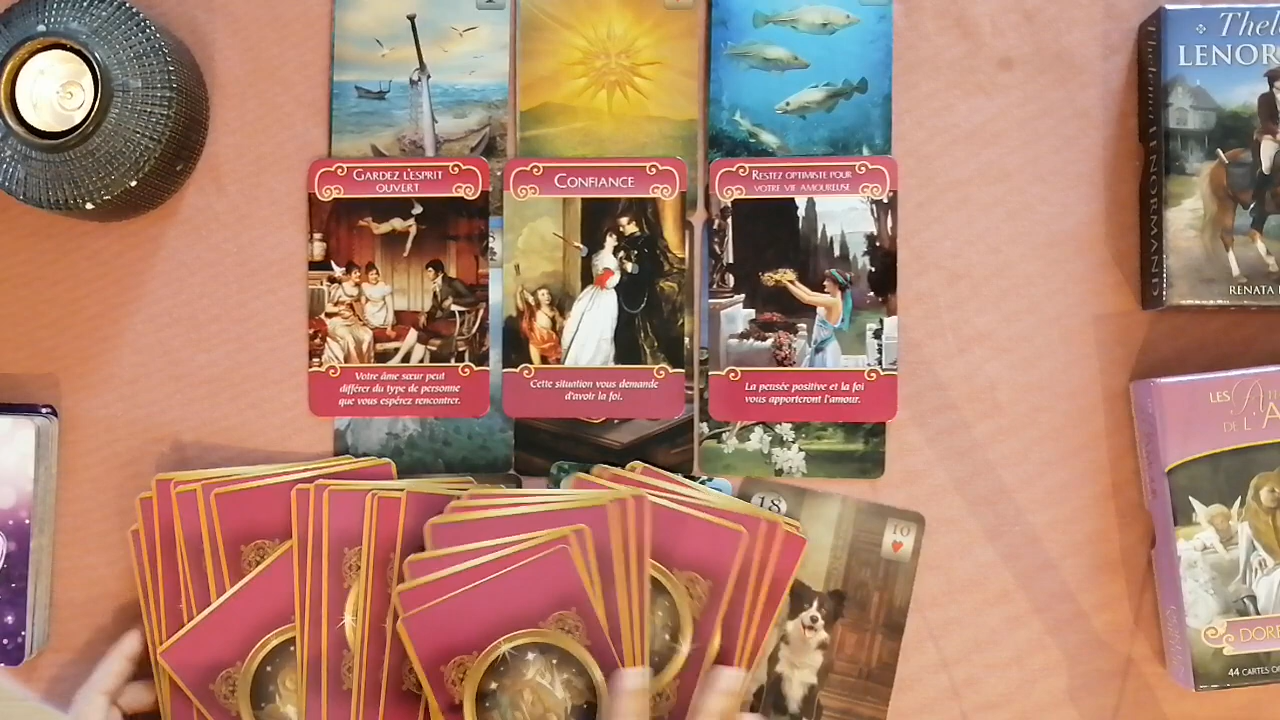 Thel
LENOR
Thelema LENORMAND
RENATA
GARDEZ L'ESPRIT
OUVERT
Votre âme sœur peut
différer du type de personne
que vous espérez rencontrer.
CONFIANCE
Cette situation vous demande
d'avoir la foi.
RESTEZ OPTIMISTE POUR
VOTRE VIE AMOUREUSE
La pensée positive et la foi
vous apporteront l'amour.
LES
DE L'A
DORE
44 CARTES O
18
10